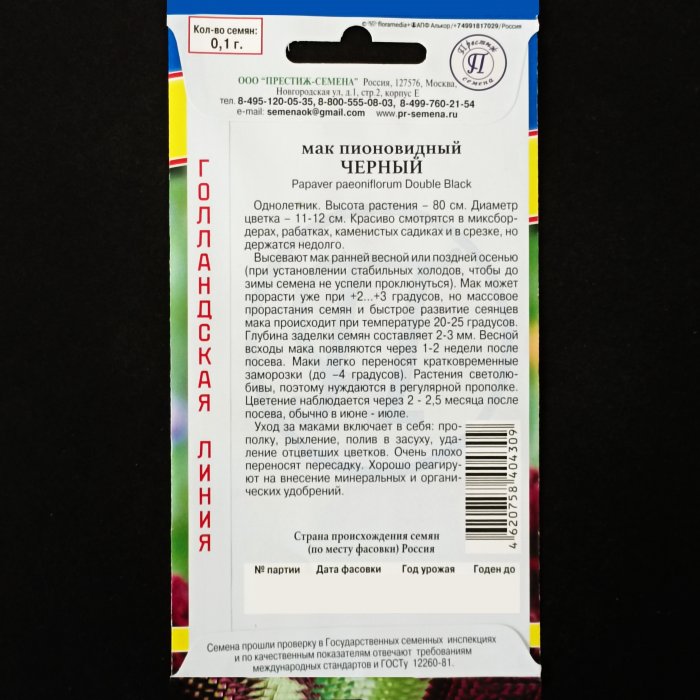 © "®" floramedia+ АПФ Алькор/+74991817029/Россия
Кол-во семян:
0,1 г.
Престиж
П
семена
ООО "ПРЕСТИЖ-СЕМЕНА" Россия, 127576, Москва,
Новгородская ул., д.1, стр.2, корпус Е
тел. 8-495-120-05-35, 8-800-555-08-03, 8-499-760-21-54
e-mail: semenaok@gmail.com www.pr-semena.ru
ГОЛЛАНДСКАЯ ЛИНИЯ
мак пионовидный
ЧЕРНЫЙ
Papaver paeoniflorum Double Black
Однолетник. Высота растения – 80 см. Диаметр
цветка – 11-12 см. Красиво смотрятся в миксбор-
дерах, рабатках, каменистых садиках и в срезке, но
держатся недолго.
Высевают мак ранней весной или поздней осенью
(при установлении стабильных холодов, чтобы до
зимы семена не успели проклюнуться). Мак может
прорасти уже при +2...+3 градусов, но массовое
прорастания семян и быстрое развитие сеянцев
мака происходит при температуре 20-25 градусов.
Глубина заделки семян составляет 2-3 мм. Весной
всходы мака появляются через 1-2 недели после
посева. Маки легко переносят кратковременные
заморозки (до –4 градусов). Растения светолю-
бивы, поэтому нуждаются в регулярной прополке.
Цветение наблюдается через 2 - 2,5 месяца после
посева, обычно в июне - июле.
Уход за маками включает в себя: про-
полку, рыхление, полив в засуху, уда-
ление отцветших цветков. Очень плохо
переносят пересадку. Хорошо реагиру-
ют на внесение минеральных и органи-
ческих удобрений.
4 620758 404309
Страна происхождения семян
(по месту фасовки) Россия
№ партии Дата фасовки Год урожая Годен до
Семена прошли проверку в Государственных семенных инспекциях
и по качественным показателям отвечают требованиям
международных стандартов и ГОСТу 12260-81.